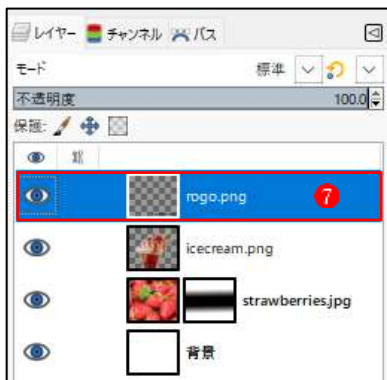 レイヤー チャンネル パス
モード 標準
不透明度 100.0
保護:
rogo.png 7
icecream.png
strawberries.jpg
背景